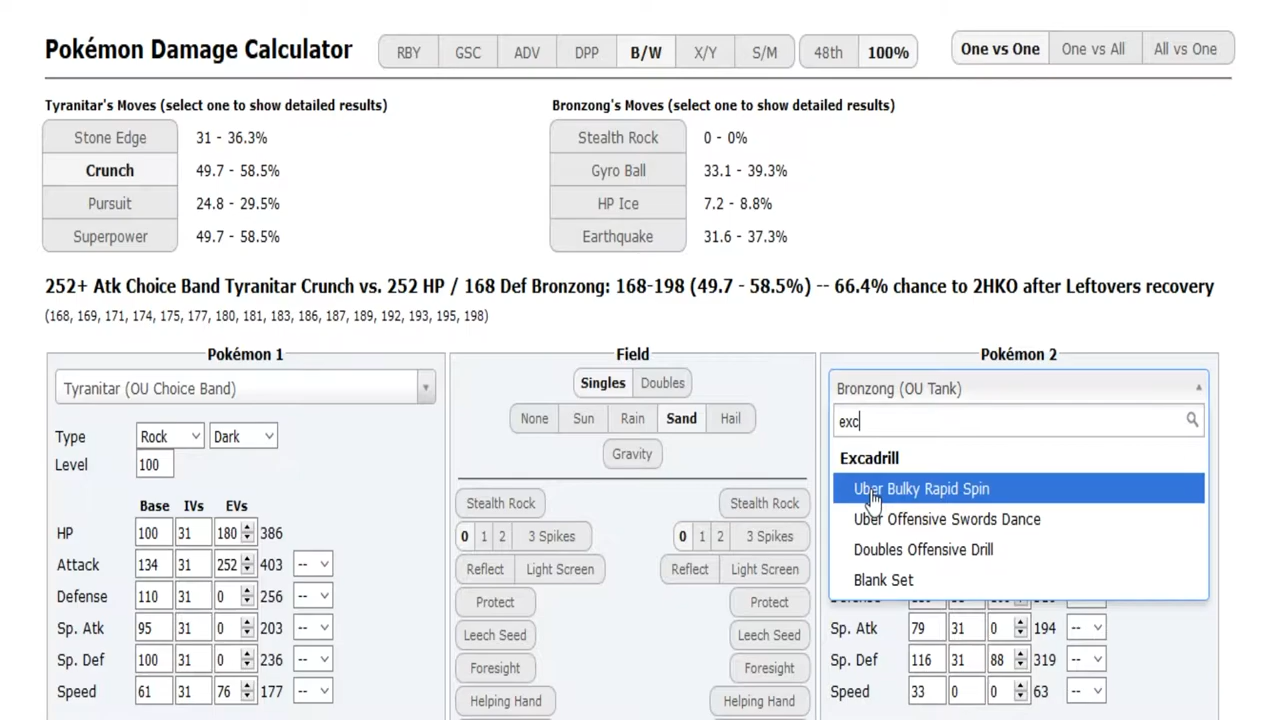 Pokémon Damage Calculator RBY GSC ADV DPP B/W X/Y S/M 48th 100% One vs One One vs All All vs One
Tyranitar's Moves (select one to show detailed results) Bronzong's Moves (select one to show detailed results)
Stone Edge 31 - 36.3% Stealth Rock 0 - 0%
Crunch 49.7 - 58.5% Gyro Ball 33.1 - 39.3%
Pursuit 24.8 - 29.5% HP Ice 7.2 - 8.8%
Superpower 49.7 - 58.5% Earthquake 31.6 - 37.3%
252+ Atk Choice Band Tyranitar Crunch vs. 252 HP / 168 Def Bronzong: 168-198 (49.7 - 58.5%) -- 66.4% chance to 2HKO after Leftovers recovery
(168, 169, 171, 174, 175, 177, 180, 181, 183, 186, 187, 189, 192, 193, 195, 198)
Pokémon 1
Tyranitar (OU Choice Band)
Type Rock Dark
Level 100
Base IVs EVs
HP 100 31 180 386
Attack 134 31 252 403 --
Defense 110 31 0 256 --
Sp. Atk 95 31 0 203 --
Sp. Def 100 31 0 236 --
Speed 61 31 76 177 --
Field
Singles Doubles
None Sun Rain Sand Hail
Gravity
Stealth Rock Stealth Rock
0 1 2 3 Spikes 0 1 2 3 Spikes
Reflect Light Screen Reflect Light Screen
Protect Protect
Leech Seed Leech Seed
Foresight Foresight
Helping Hand Helping Hand
Pokémon 2
Bronzong (OU Tank)
exc
Excadrill
Uber Bulky Rapid Spin
Uber Offensive Swords Dance
Doubles Offensive Drill
Blank Set
Sp. Atk 79 31 0 194 --
Sp. Def 116 31 88 319 --
Speed 33 0 0 63 --